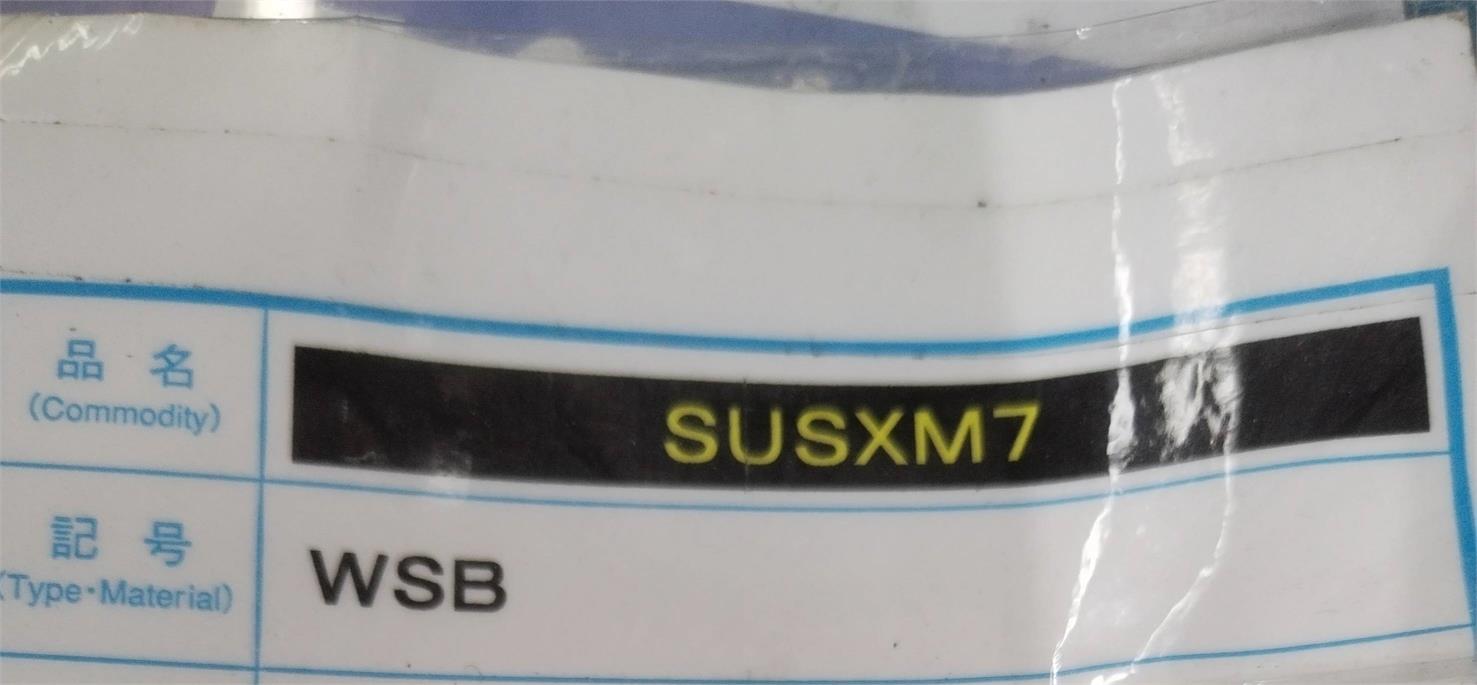 品 名
(Commodity)
SUSXM7
記 号
(Type·Material)
WSB